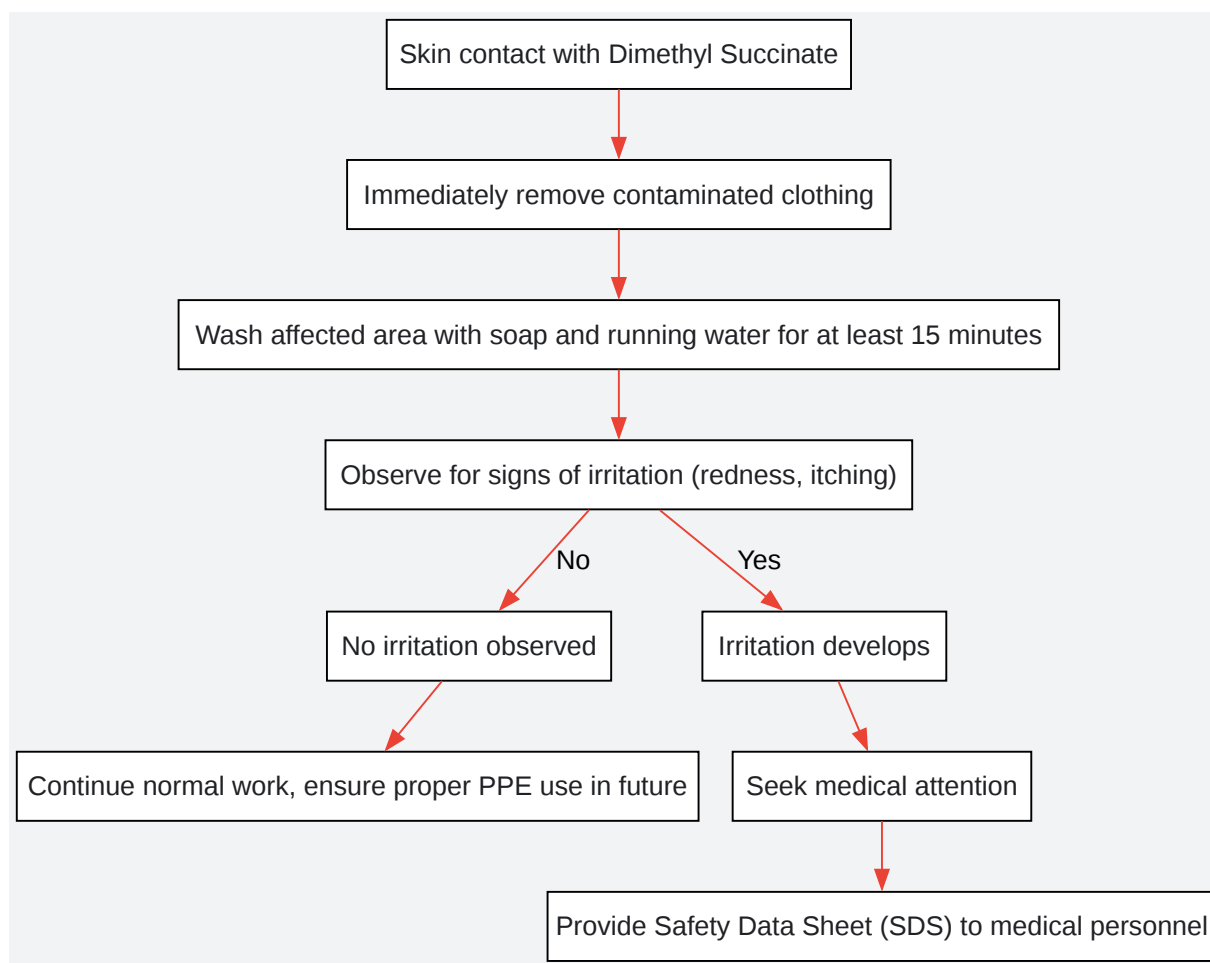 Skin contact with Dimethyl Succinate
Immediately remove contaminated clothing
Wash affected area with soap and running water for at least 15 minutes
Observe for signs of irritation (redness, itching)
No
Yes
No irritation observed
Irritation develops
Continue normal work, ensure proper PPE use in future
Seek medical attention
Provide Safety Data Sheet (SDS) to medical personnel